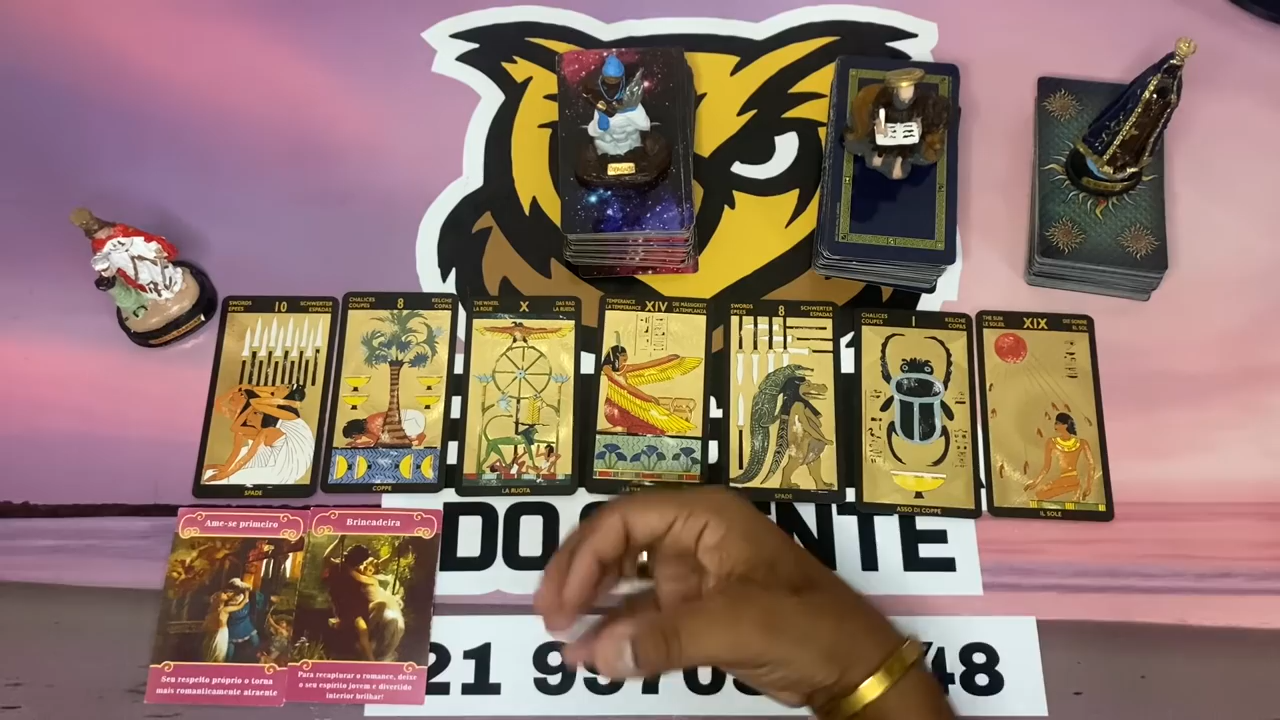 SWORDS 10 SCHWERTER
EPEES ESPADAS
SPADE
CHALICES 8 KELCHE
COUPES COPAS
COPPE
THE WHEEL X DAS RAD
LA ROUE LA RUEDA
LA RUOTA
TEMPERANCE XIV DIE MÄSSIGKEIT
LA TEMPERANCE LA TEMPLANZA
SWORDS 8 SCHWERTER
EPEES ESPADAS
SPADE
CHALICES 1 KELCHE
COUPES COPAS
ASSO DI COPPE
THE SUN XIX DIE SONNE
LE SOLEIL EL SOL
IL SOLE
Ame-se primeiro
Seu respeito próprio o torna
mais romanticamente atraente
Brincadeira
Para recapturar o romance, deixe
o seu espírito jovem e divertido
interior brilhar!
DO
ENTE
21
48